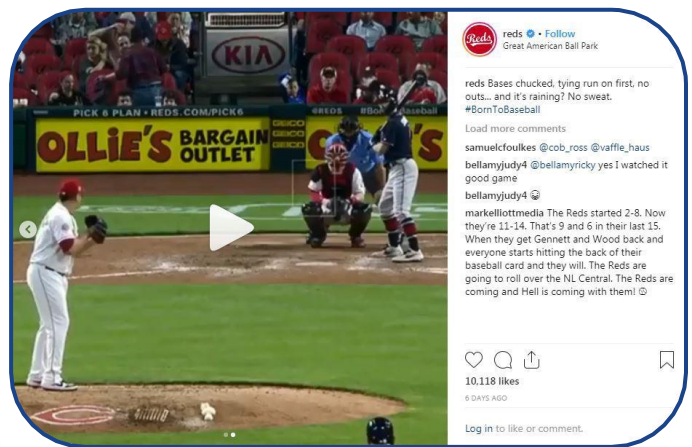 KIA
PICK 6 PLAN • REDS.COM/PICK6
@REDS
#BornToBaseball
OLLIE'S BARGAIN OUTLET
GEICO
GEICO
OLLIE'S
Reds
reds • Follow
Great American Ball Park
reds Bases chucked, tying run on first, no
outs... and it's raining? No sweat.
#BornToBaseball
Load more comments
samuelcfoulkes @cob_ross @vaffle_haus
bellamyjudy4 @bellamyricky yes I watched it
good game
bellamyjudy4 😀
markelliottmedia The Reds started 2-8. Now
they're 11-14. That's 9 and 6 in their last 15.
When they get Gennett and Wood back and
everyone starts hitting the back of their
baseball card and they will. The Reds are
going to roll over the NL Central. The Reds are
coming and Hell is coming with them! 🙃
10,118 likes
6 DAYS AGO
Log in to like or comment.